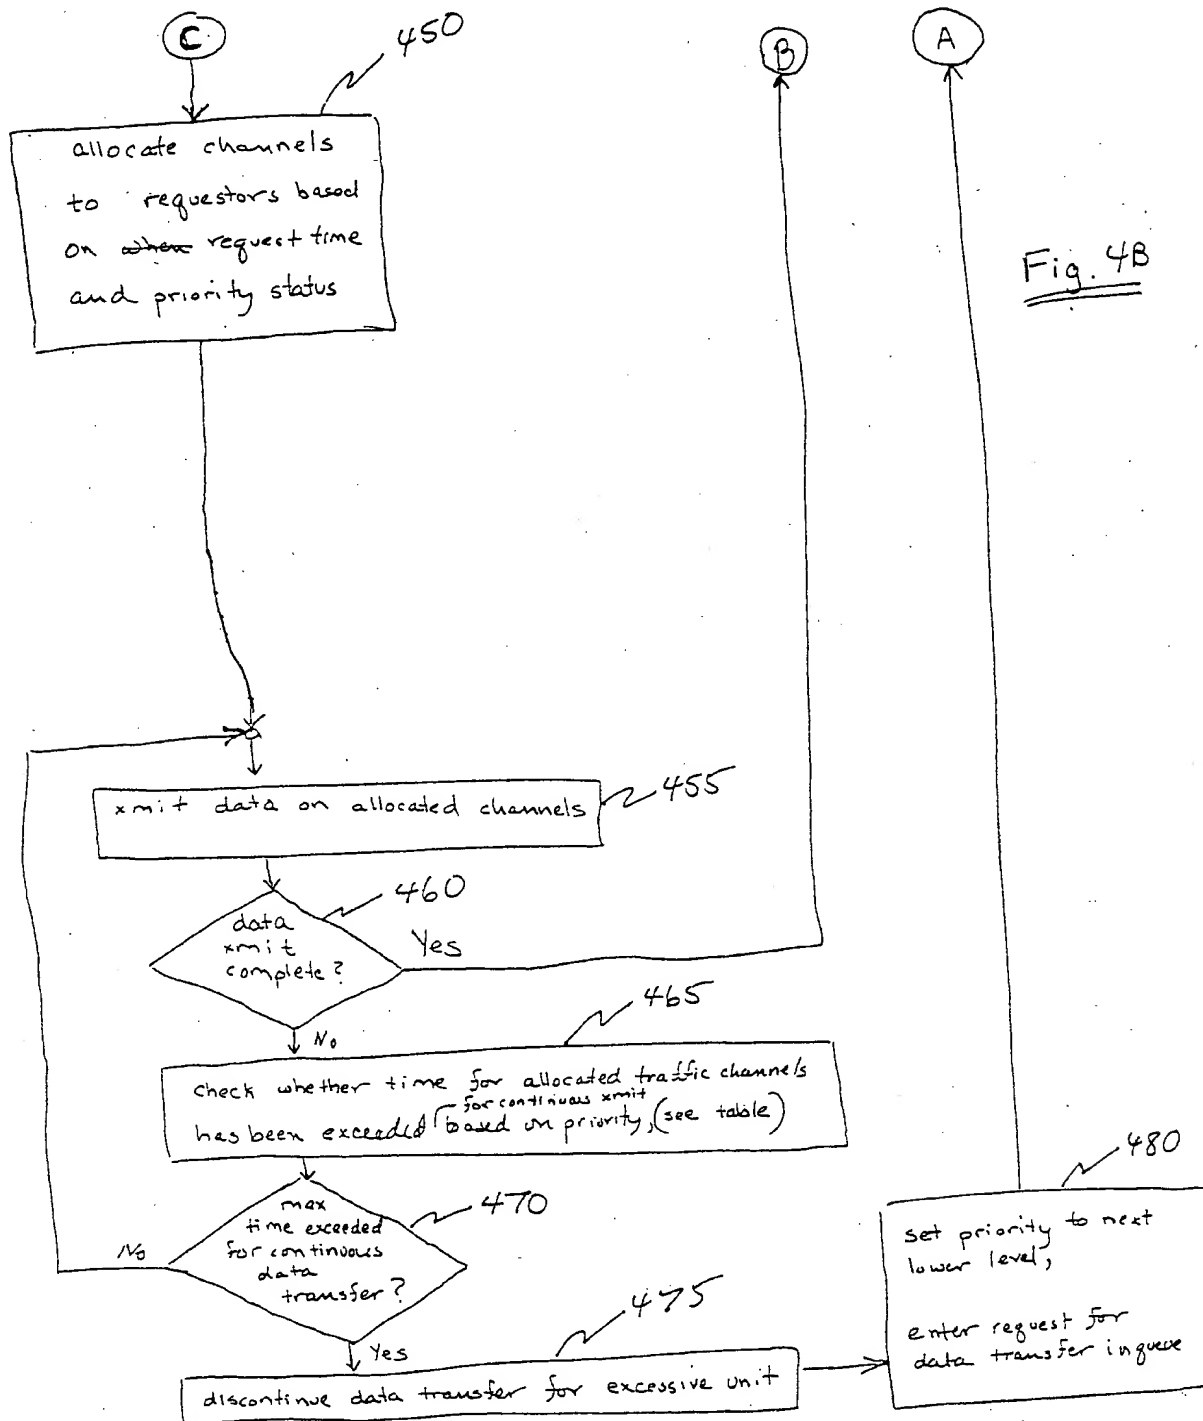 C
450
B
A
allocate channels
to requestors based
on when request time
and priority status
Fig. 4B
xmit data on allocated channels
455
460
data
xmit
complete?
Yes
465
No
check whether time for allocated traffic channels
for continuous xmit
has been exceeded based on priority, (see table)
480
470
max
time exceeded
for continuous
data
transfer?
No
set priority to next
lower level,
enter request for
data transfer in queue
475
Yes
discontinue data transfer for excessive unit